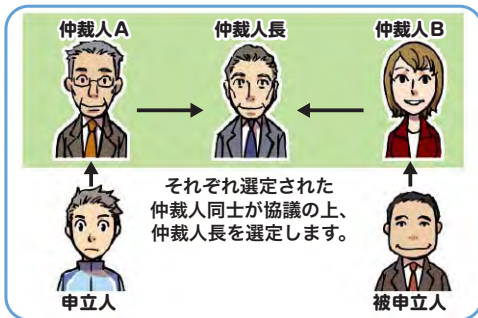 仲裁人A
仲裁人長
仲裁人B
それぞれ選定された
仲裁人同士が協議の上、
仲裁人長を選定します。
申立人
被申立人